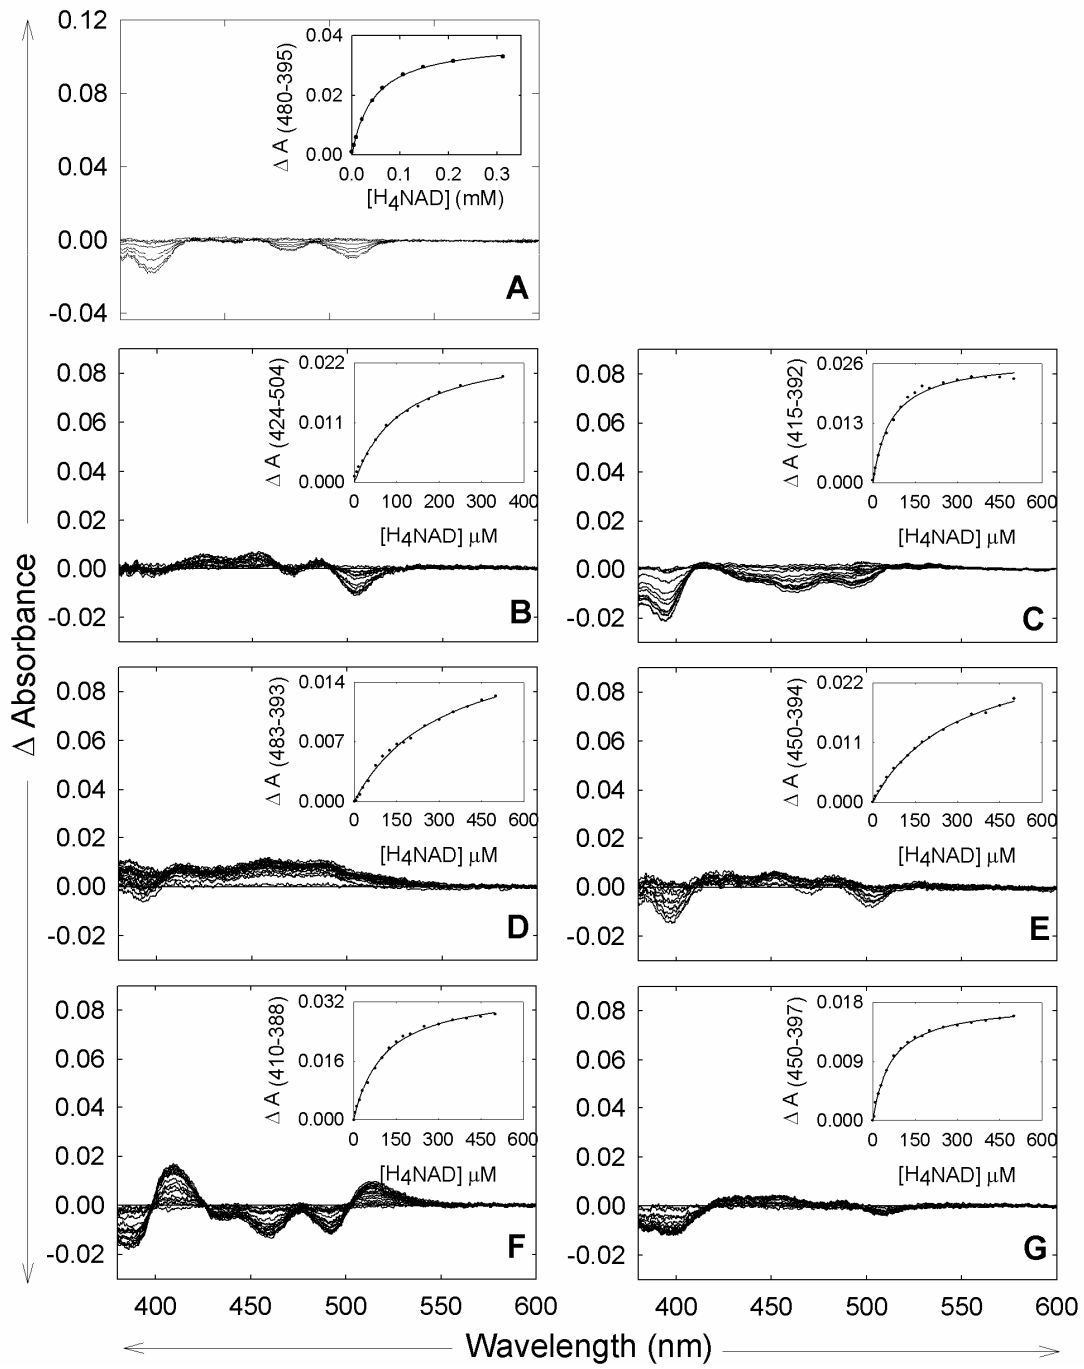 0.12
0.08
0.04
0.00
-0.04
Δ A (480-395)
0.04
0.02
0.00
0.0 0.1 0.2 0.3
[H4NAD] (mM)
A
0.08
0.06
0.04
0.02
0.00
-0.02
Δ A (424-504)
0.022
0.011
0.000
0 100 200 300 400
[H4NAD] μM
B
0.08
0.06
0.04
0.02
0.00
-0.02
Δ A (415-392)
0.026
0.013
0.000
0 150 300 450 600
[H4NAD] μM
C
Δ Absorbance
0.08
0.06
0.04
0.02
0.00
-0.02
Δ A (483-393)
0.014
0.007
0.000
0 150 300 450 600
[H4NAD] μM
D
0.08
0.06
0.04
0.02
0.00
-0.02
Δ A (450-394)
0.022
0.011
0.000
0 150 300 450 600
[H4NAD] μM
E
0.08
0.06
0.04
0.02
0.00
-0.02
Δ A (410-388)
0.032
0.016
0.000
0 150 300 450 600
[H4NAD] μM
F
0.08
0.06
0.04
0.02
0.00
-0.02
Δ A (450-397)
0.018
0.009
0.000
0 150 300 450 600
[H4NAD] μM
G
400 450 500 550 600
400 450 500 550 600
Wavelength (nm)